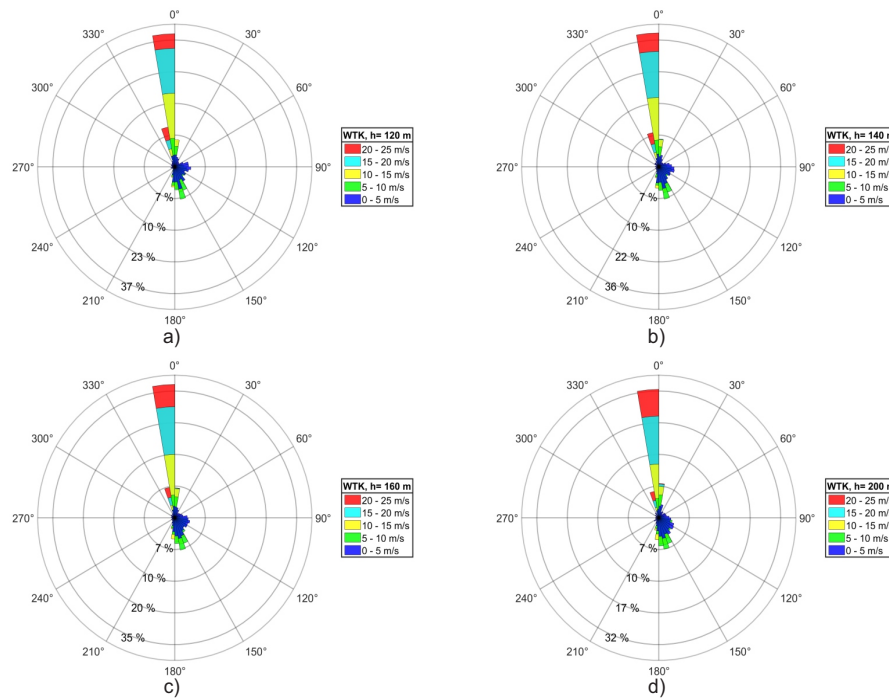 0°
30°
60°
90°
120°
150°
180°
210°
240°
270°
300°
330°
7 %
10 %
23 %
37 %
WTK, h= 120 m
20 - 25 m/s
15 - 20 m/s
10 - 15 m/s
5 - 10 m/s
0 - 5 m/s
a)
0°
30°
60°
90°
120°
150°
180°
210°
240°
270°
300°
330°
7 %
10 %
22 %
36 %
WTK, h= 140 m
20 - 25 m/s
15 - 20 m/s
10 - 15 m/s
5 - 10 m/s
0 - 5 m/s
b)
0°
30°
60°
90°
120°
150°
180°
210°
240°
270°
300°
330°
7 %
10 %
20 %
35 %
WTK, h= 160 m
20 - 25 m/s
15 - 20 m/s
10 - 15 m/s
5 - 10 m/s
0 - 5 m/s
c)
0°
30°
60°
90°
120°
150°
180°
210°
240°
270°
300°
330°
7 %
10 %
17 %
32 %
WTK, h= 200 m
20 - 25 m/s
15 - 20 m/s
10 - 15 m/s
5 - 10 m/s
0 - 5 m/s
d)